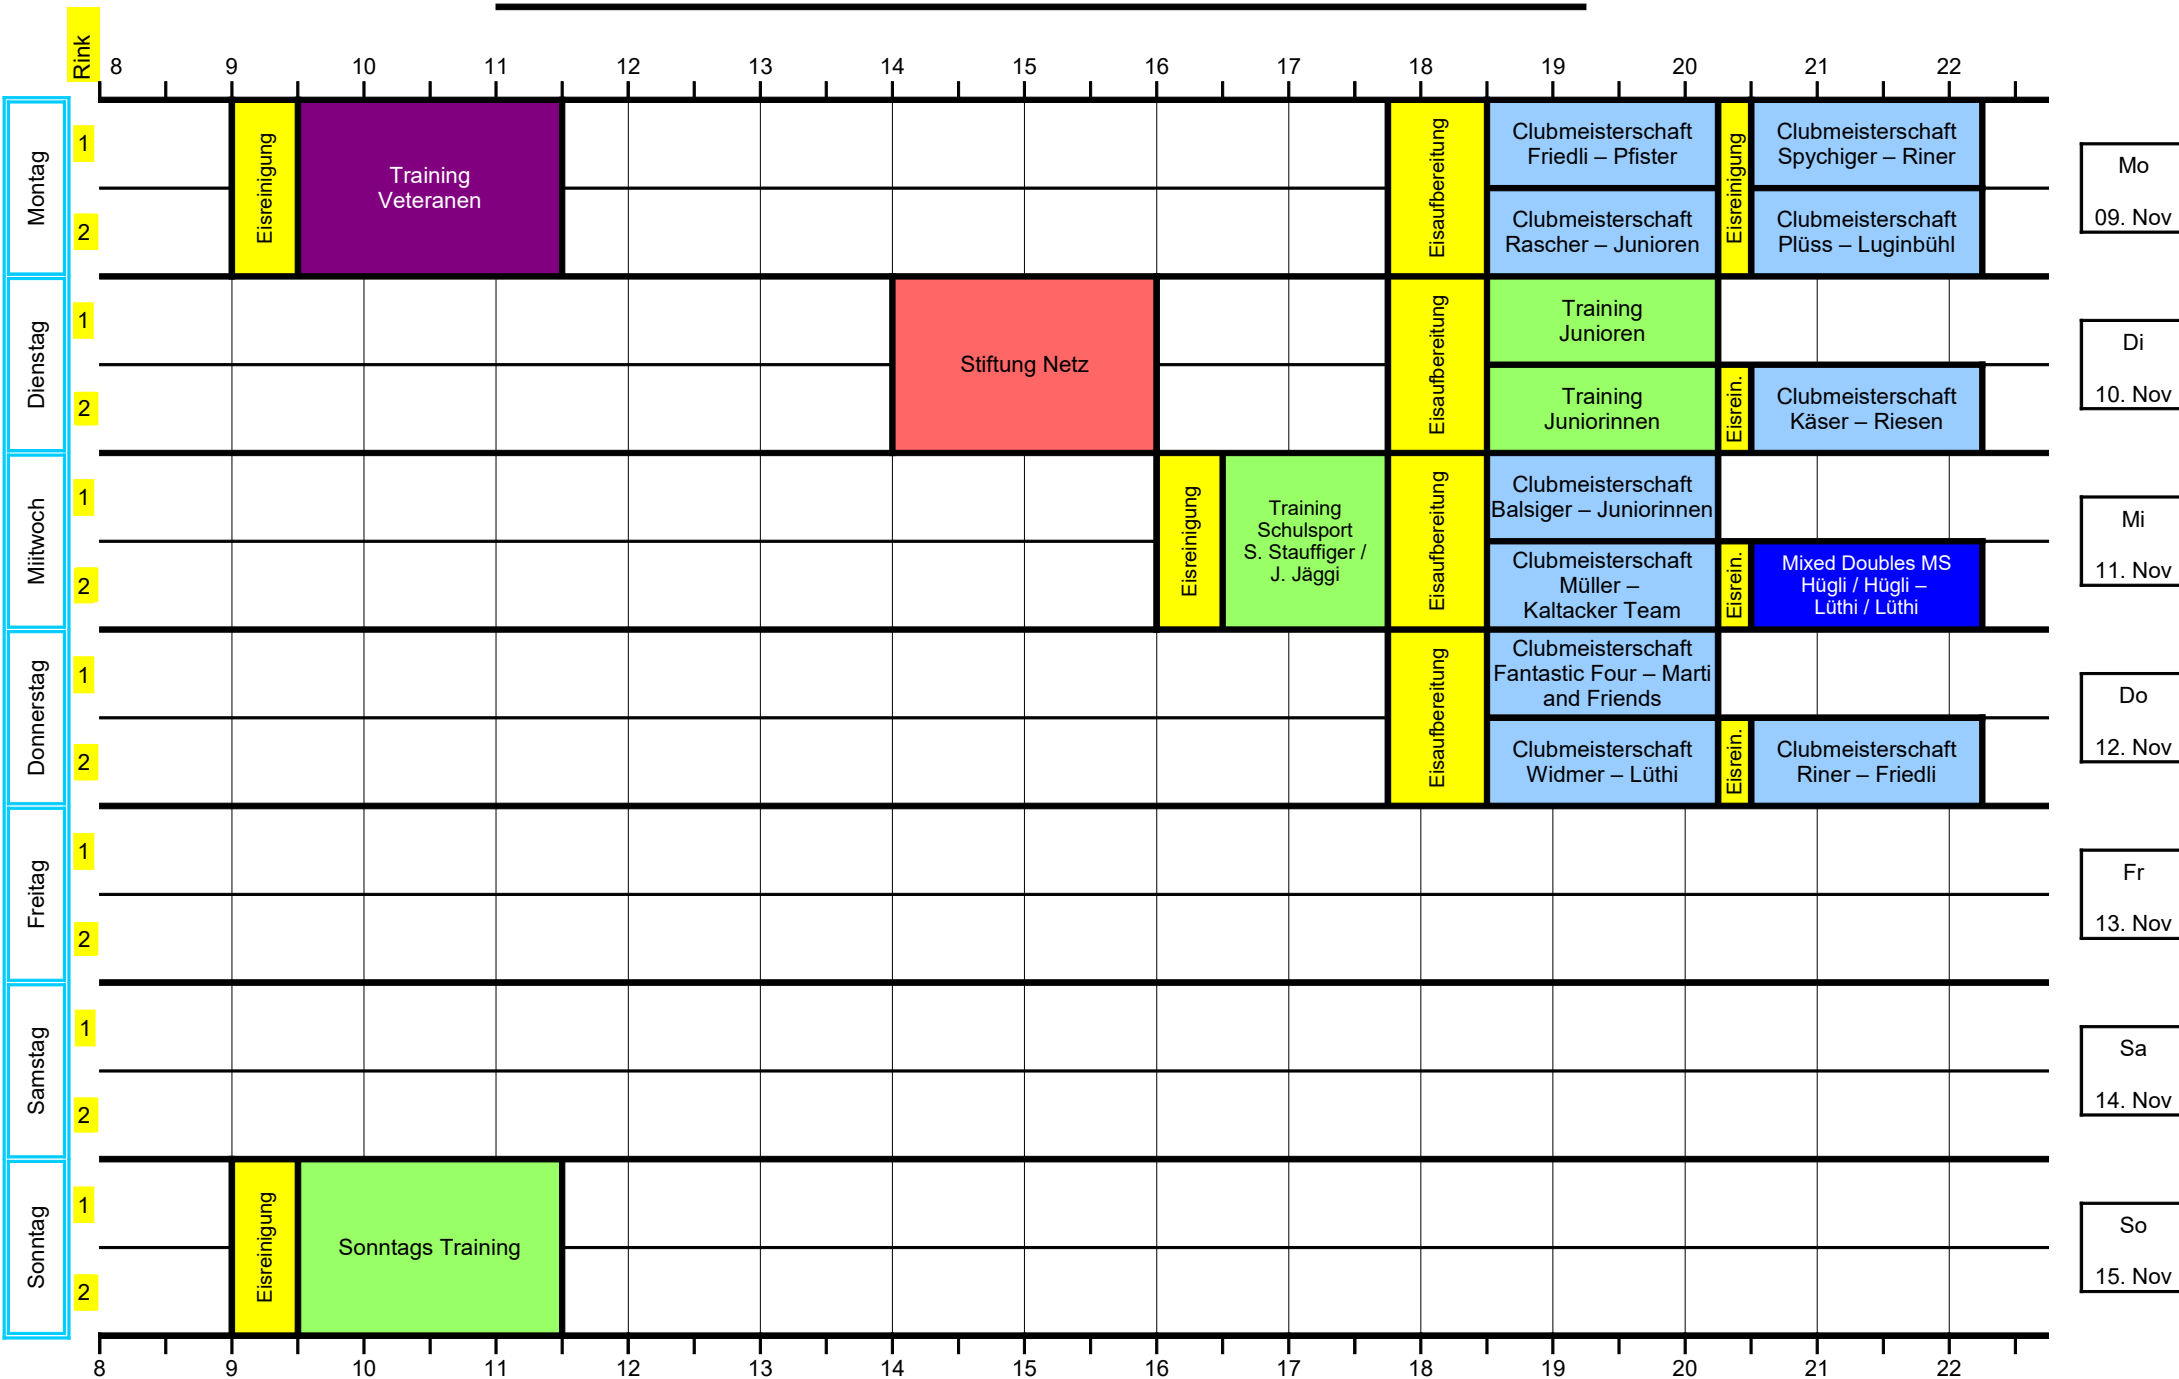 Rink
8 9 10 11 12 13 14 15 16 17 18 19 20 21 22
Montag
1
2
Eisreinigung
Training
Veteranen
Eisaufbereitung
Clubmeisterschaft
Friedli – Pfister
Clubmeisterschaft
Rascher – Junioren
Eisreinigung
Clubmeisterschaft
Spychiger – Riner
Clubmeisterschaft
Plüss – Luginbühl
Mo
09. Nov
Dienstag
1
2
Stiftung Netz
Eisaufbereitung
Training
Junioren
Training
Juniorinnen
Eisrein.
Clubmeisterschaft
Käser – Riesen
Di
10. Nov
Miitwoch
1
2
Eisreinigung
Training
Schulsport
S. Stauffiger /
J. Jäggi
Eisaufbereitung
Clubmeisterschaft
Balsiger – Juniorinnen
Clubmeisterschaft
Müller –
Kaltacker Team
Eisrein.
Mixed Doubles MS
Hügli / Hügli –
Lüthi / Lüthi
Mi
11. Nov
Donnerstag
1
2
Eisaufbereitung
Clubmeisterschaft
Fantastic Four – Marti
and Friends
Clubmeisterschaft
Widmer – Lüthi
Eisrein.
Clubmeisterschaft
Riner – Friedli
Do
12. Nov
Freitag
1
2
Fr
13. Nov
Samstag
1
2
Sa
14. Nov
Sonntag
1
2
Eisreinigung
Sonntags Training
So
15. Nov
8 9 10 11 12 13 14 15 16 17 18 19 20 21 22